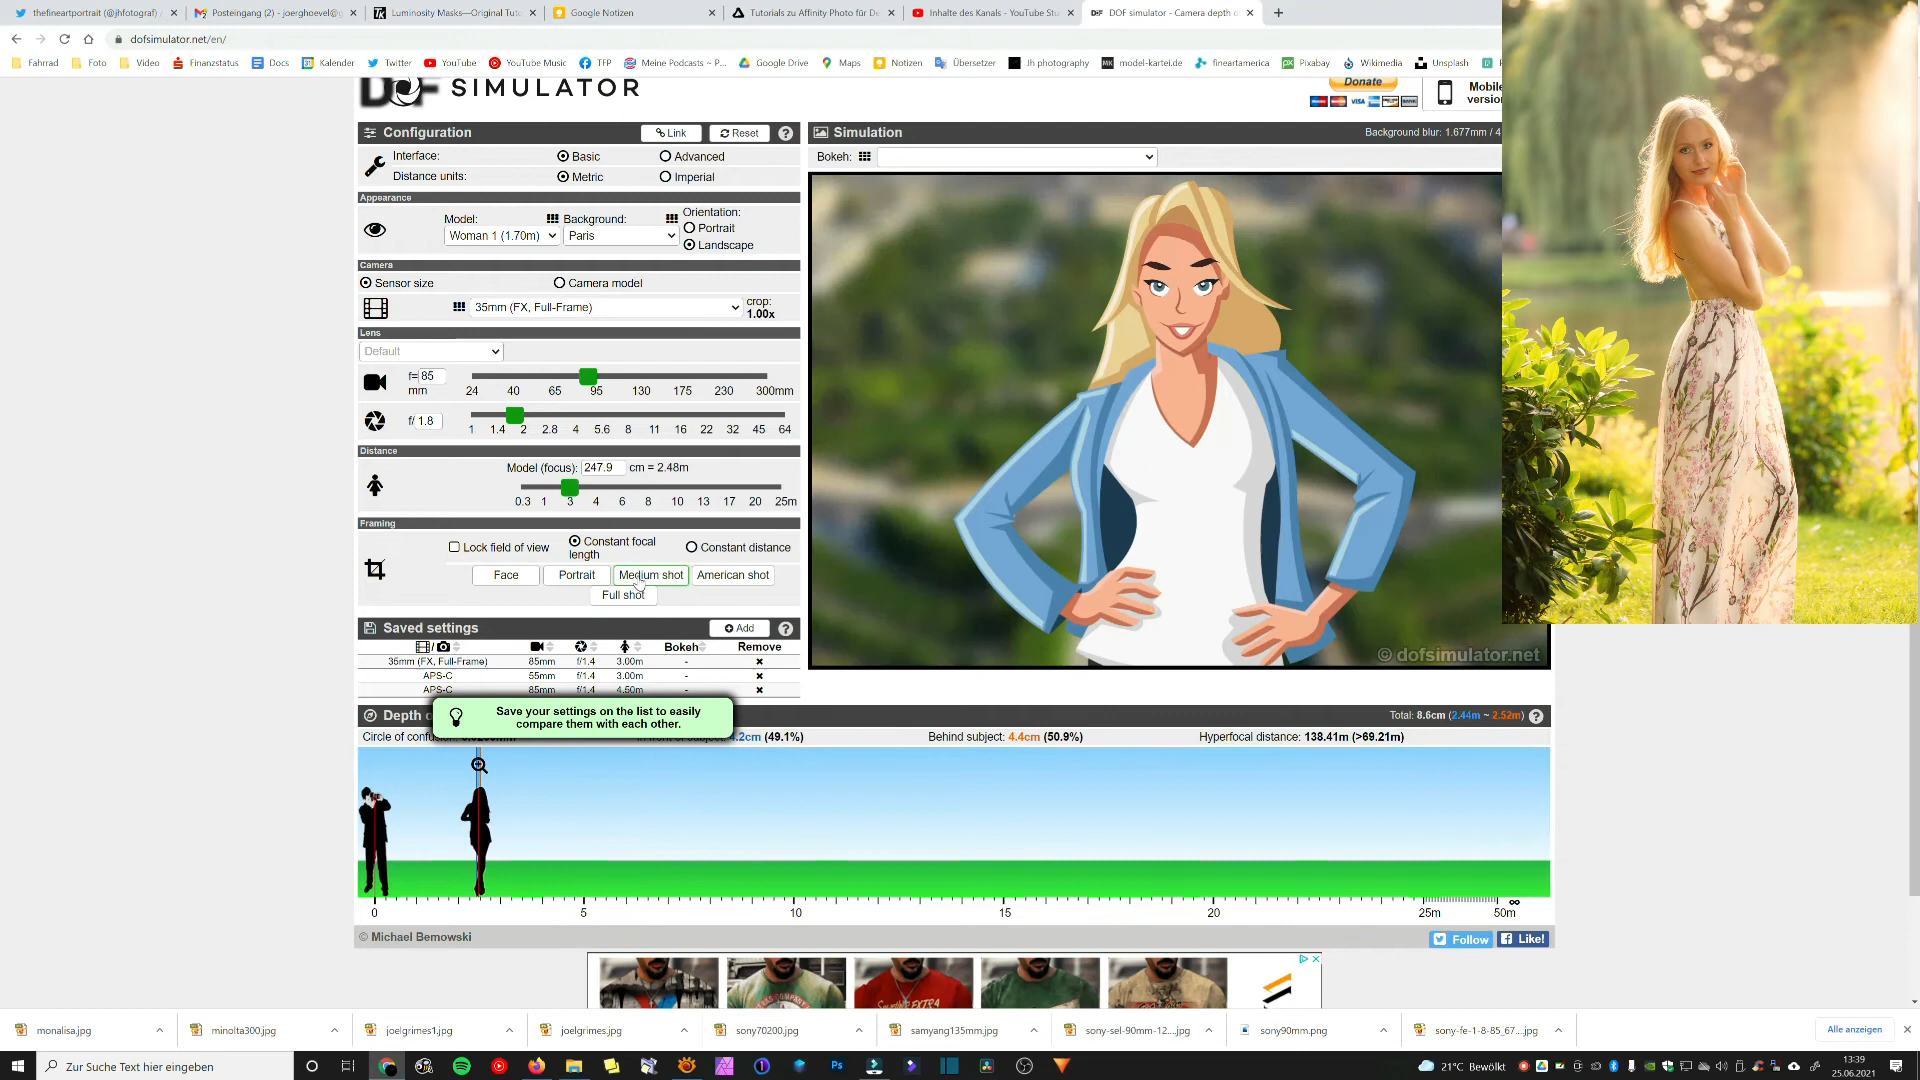 thefineartportrait (@jhfotograf) / Posteingang (2) - joerghoevel@g Luminosity Masks—Original Tut Google Notizen Tutorials zu Affinity Photo für De Inhalte des Kanals - YouTube Stu DOF simulator - Camera depth o
dofsimulator.net/en/
Fahrrad Foto Video Finanzstatus Docs Kalender Twitter YouTube YouTube Music TFP Meine Podcasts ~ P... Google Drive Maps Notizen Übersetzer Jh photography model-kartei.de fineartamerica Pixabay Wikimedia Unsplash
DOF SIMULATOR
Donate
Mobile
version
Configuration Link Reset ?
Interface: Basic Advanced
Distance units: Metric Imperial
Appearance
Model: Background: Orientation:
Woman 1 (1.70m) Paris Portrait
Landscape
Camera
Sensor size Camera model
35mm (FX, Full-Frame) crop:
1.00x
Lens
Default
f= 85
mm
24 40 65 95 130 175 230 300mm
f/ 1.8
1 1.4 2 2.8 4 5.6 8 11 16 22 32 45 64
Distance
Model (focus): 247.9 cm = 2.48m
0.3 1 3 4 6 8 10 13 17 20 25m
Framing
Lock field of view Constant focal
length Constant distance
Face Portrait Medium shot American shot
Full shot
Saved settings Add ?
Bokeh Remove
35mm (FX, Full-Frame) 85mm f/1.4 3.00m - ×
APS-C 55mm f/1.4 3.00m - ×
APS-C 85mm f/1.4 4.50m - ×
Simulation Background blur: 1.677mm / 4
Bokeh:
© dofsimulator.net
Save your settings on the list to easily
compare them with each other.
Depth o Total: 8.6cm (2.44m ~ 2.52m) ?
Circle of confus 4.2cm (49.1%) Behind subject: 4.4cm (50.9%) Hyperfocal distance: 138.41m (>69.21m)
0 5 10 15 20 25m 50m ∞
© Michael Bemowski Follow Like!
monalisa.jpg minolta300.jpg joelgrimes1.jpg joelgrimes.jpg sony70200.jpg samyang135mm.jpg sony-sel-90mm-12....jpg sony90mm.png sony-fe-1-8-85_67....jpg Alle anzeigen
Zur Suche Text hier eingeben
21°C Bewölkt
13:39
25.06.2021